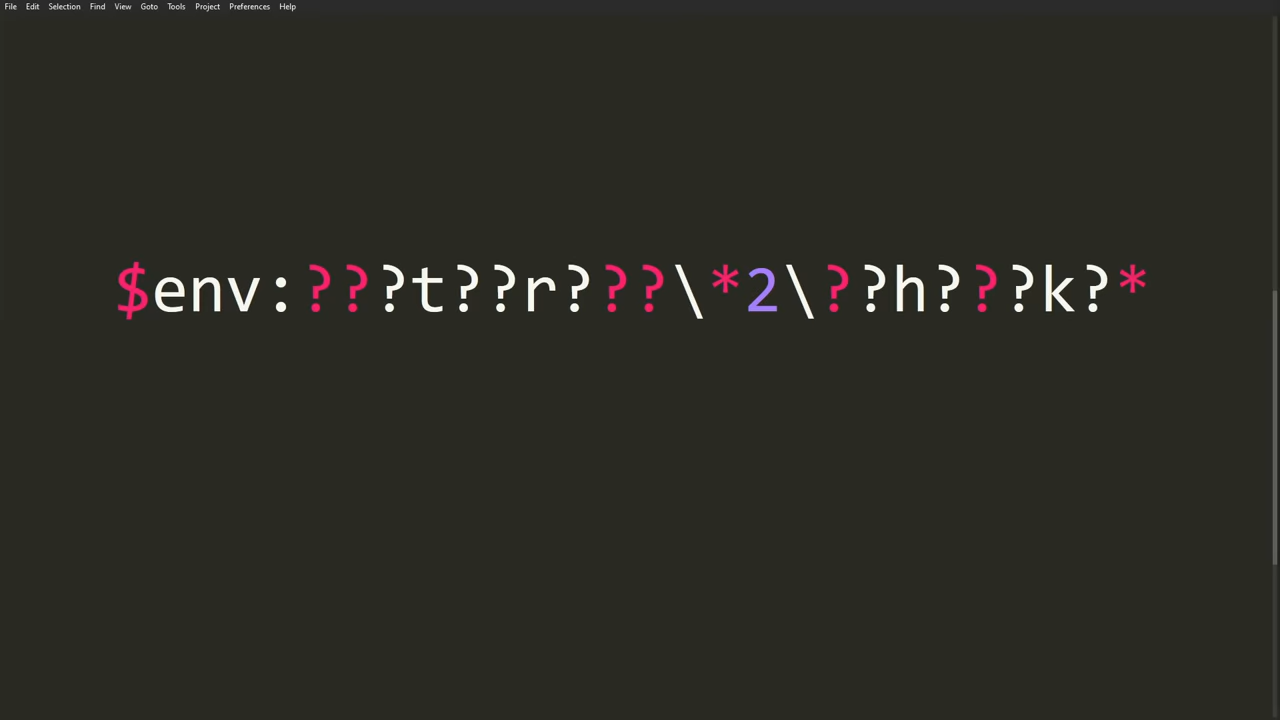 File Edit Selection Find View Goto Tools Project Preferences Help
$env:???t??r???\*2\??h???k?*